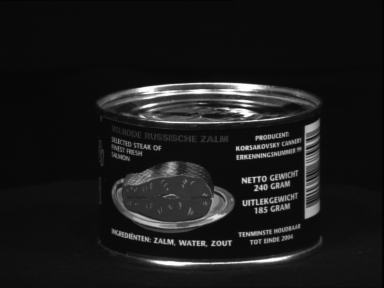 RUSSISCHE ZALM
SELECTED STEAK OF
FINEST FRESH
SALMON
PRODUCENT:
KORSAKOVSKY CANNERY
ERKENNINGSNUMMER
NETTO GEWICHT
240 GRAM
UITLEKGEWICHT
185 GRAM
INGREDIËNTEN: ZALM, WATER, ZOUT
TENMINSTE HOUDBAAR
TOT EINDE 2004